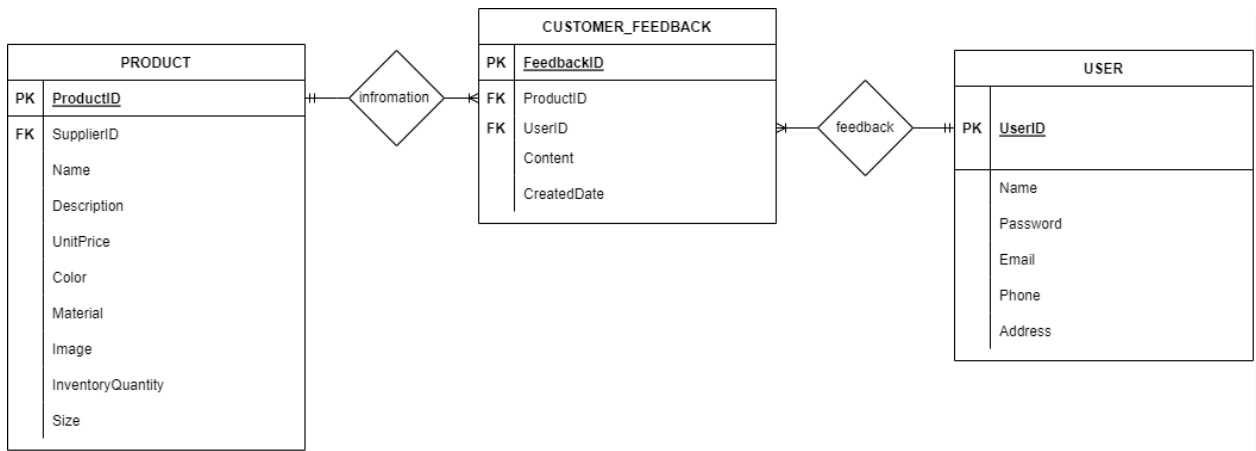 PRODUCT
PK ProductID
FK SupplierID
Name
Description
UnitPrice
Color
Material
Image
InventoryQuantity
Size
infromation
CUSTOMER_FEEDBACK
PK FeedbackID
FK ProductID
FK UserID
Content
CreatedDate
feedback
USER
PK UserID
Name
Password
Email
Phone
Address